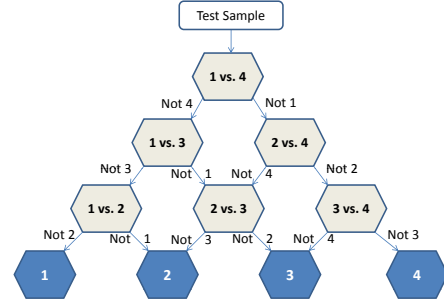 Test Sample
1 vs. 4
Not 4 Not 1
1 vs. 3 2 vs. 4
Not 3 Not 1 Not 4 Not 2
1 vs. 2 2 vs. 3 3 vs. 4
Not 2 Not 1 Not 3 Not 2 Not 4 Not 3
1 2 3 4